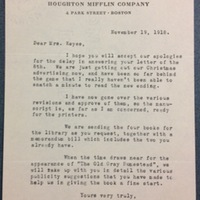 HOUGHTON MIFFLIN COMPANY
4 PARK STREET · BOSTON
November 19, 1918.
Dear Mrs. Keyes,
I hope you will accept our apologies
for the delay in answering your letter of the
8th. We are just getting out our Christmas
advertising now, and have been so far behind
the game that I really haven't been able to
snatch a minute to read the new ending.
I have now gone over the various
revisions and approve of them, so the manu-
script is, as far as I am concerned, ready
for the printers.
We are sending the four books for
the library as you request, together with a
memorandum bill which includes the two you
already have.
When the time draws near for the
appearance of "The Old Gray Homestead", we
will take up with you in detail the various
publicity suggestions that you have made
to help us in giving the book a fine start.
Yours very truly,